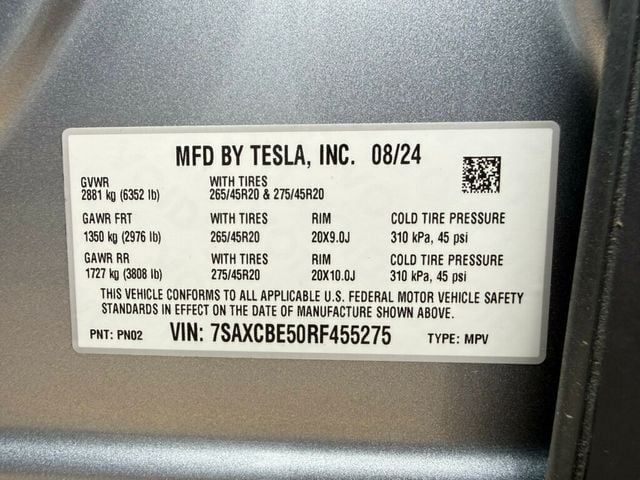 MFD BY TESLA, INC. 08/24
GVWR WITH TIRES
2881 kg (6352 lb) 265/45R20 & 275/45R20
GAWR FRT WITH TIRES RIM COLD TIRE PRESSURE
1350 kg (2976 lb) 265/45R20 20X9.0J 310 kPa, 45 psi
GAWR RR WITH TIRES RIM COLD TIRE PRESSURE
1727 kg (3808 lb) 275/45R20 20X10.0J 310 kPa, 45 psi
THIS VEHICLE CONFORMS TO ALL APPLICABLE U.S. FEDERAL MOTOR VEHICLE SAFETY
STANDARDS IN EFFECT ON THE DATE OF MANUFACTURE SHOWN ABOVE.
PNT: PN02 VIN: 7SAXCBE50RF455275 TYPE: MPV